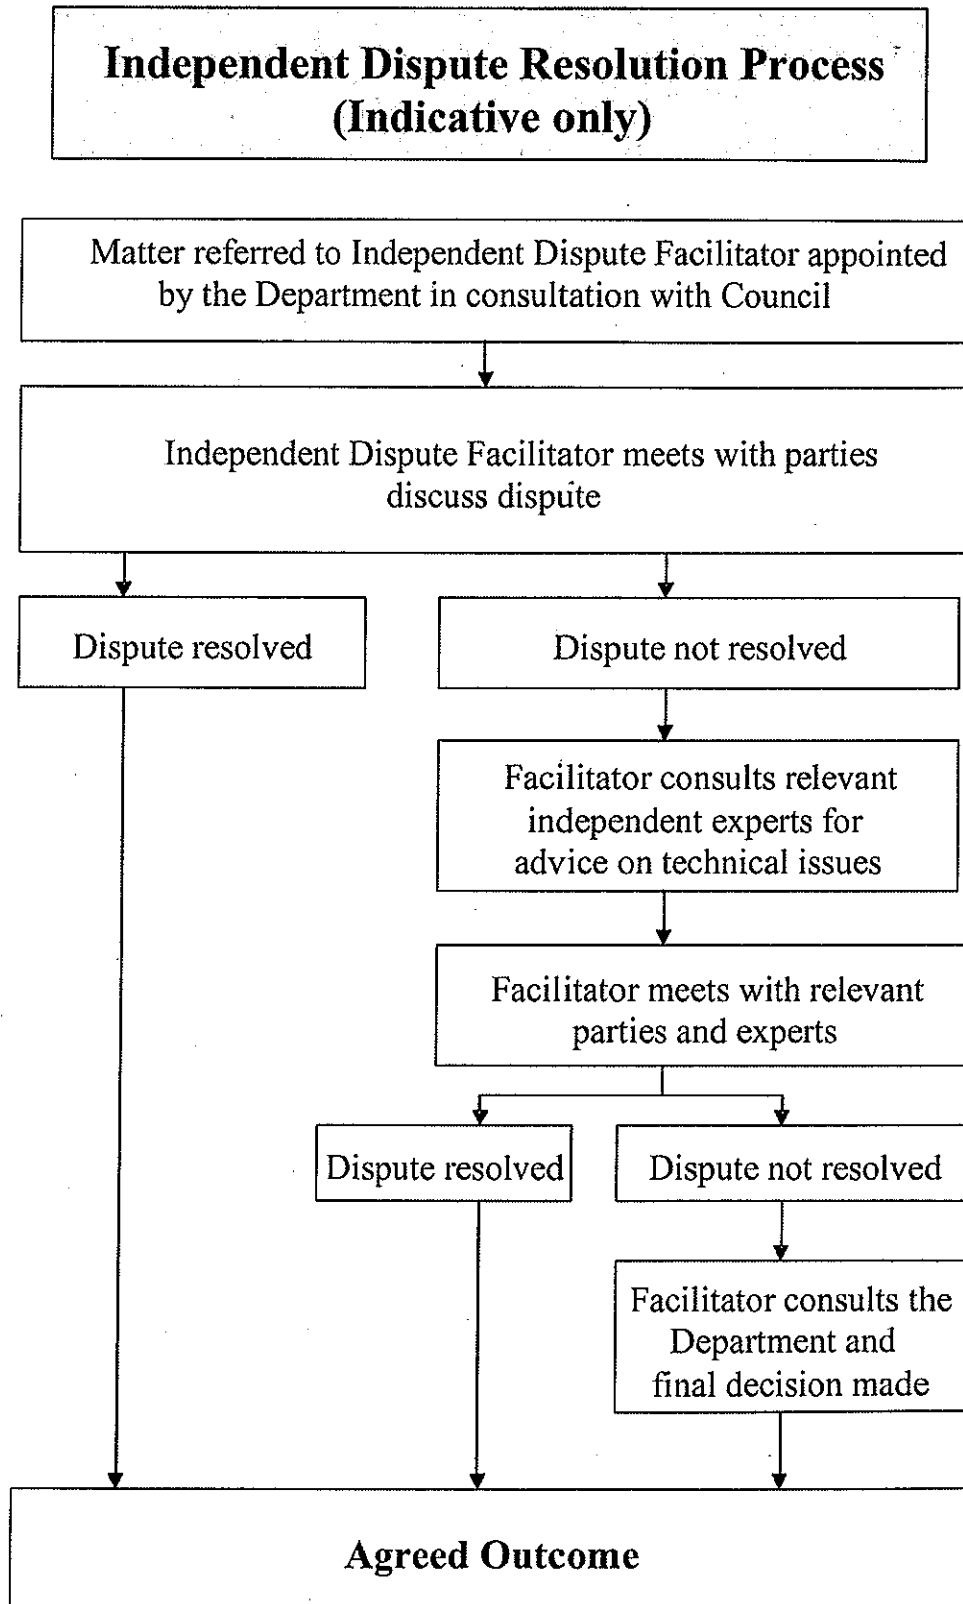 Independent Dispute Resolution Process
(Indicative only)
Matter referred to Independent Dispute Facilitator appointed
by the Department in consultation with Council
Independent Dispute Facilitator meets with parties
discuss dispute
Dispute resolved
Dispute not resolved
Facilitator consults relevant
independent experts for
advice on technical issues
Facilitator meets with relevant
parties and experts
Dispute resolved
Dispute not resolved
Facilitator consults the
Department and
final decision made
Agreed Outcome